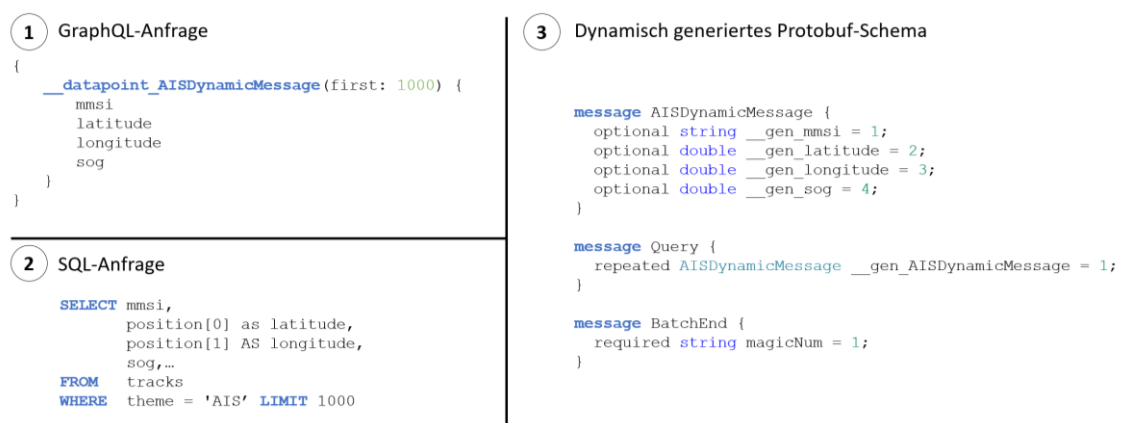 1 GraphQL-Anfrage
{
__datapoint_AISDynamicMessage(first: 1000) {
mmsi
latitude
longitude
sog
}
}
2 SQL-Anfrage
SELECT mmsi,
position[0] as latitude,
position[1] AS longitude,
sog,…
FROM tracks
WHERE theme = 'AIS’ LIMIT 1000
3 Dynamisch generiertes Protobuf-Schema
message AISDynamicMessage {
optional string __gen_mmsi = 1;
optional double __gen_latitude = 2;
optional double __gen_longitude = 3;
optional double __gen_sog = 4;
}
message Query {
repeated AISDynamicMessage __gen_AISDynamicMessage = 1;
}
message BatchEnd {
required string magicNum = 1;
}